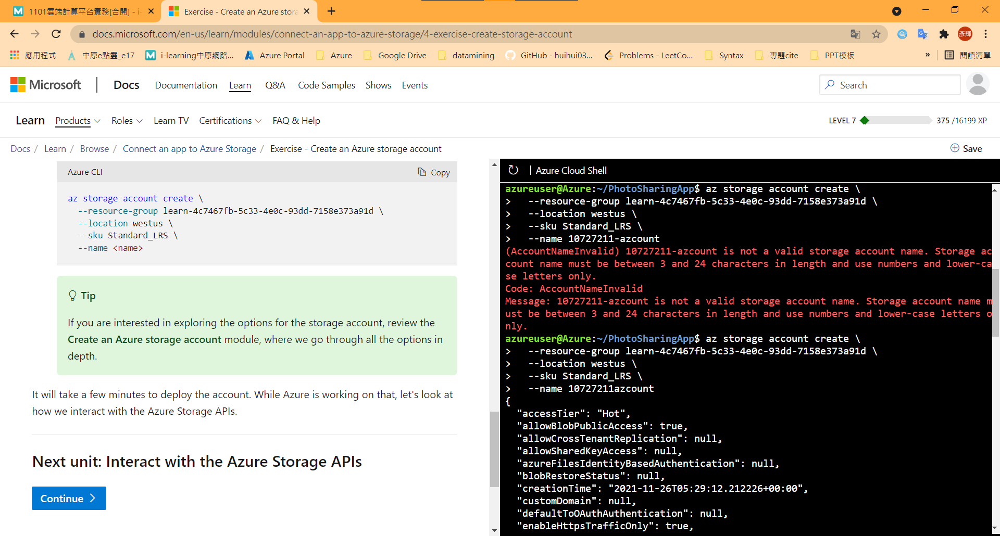 1101雲端計算平台實務[合開] - i-
Exercise - Create an Azure stora
docs.microsoft.com/en-us/learn/modules/connect-an-app-to-azure-storage/4-exercise-create-storage-account
彥輝
應用程式
中原e點靈_e17
i-learning中原網路...
Azure Portal
Azure
Google Drive
datamining
GitHub - huihui03...
Problems - LeetCo...
Syntax
專題cite
PPT模板
»
閱讀清單
Microsoft
Docs
Documentation
Learn
Q&A
Code Samples
Shows
Events
Search
Learn
Products
Roles
Learn TV
Certifications
FAQ & Help
LEVEL 7
375 /16199 XP
Docs / Learn / Browse / Connect an app to Azure Storage / Exercise - Create an Azure storage account
Save
Azure CLI
Copy
az storage account create \
--resource-group learn-4c7467fb-5c33-4e0c-93dd-7158e373a91d \
--location westus \
--sku Standard_LRS \
--name <name>
Tip
If you are interested in exploring the options for the storage account, review the
Create an Azure storage account module, where we go through all the options in
depth.
It will take a few minutes to deploy the account. While Azure is working on that, let's look at
how we interact with the Azure Storage APIs.
Next unit: Interact with the Azure Storage APIs
Continue
Azure Cloud Shell
azureuser@Azure:~/PhotoSharingApp$ az storage account create \
>   --resource-group learn-4c7467fb-5c33-4e0c-93dd-7158e373a91d \
>   --location westus \
>   --sku Standard_LRS \
>   --name 10727211-azcount
(AccountNameInvalid) 10727211-azcount is not a valid storage account name. Storage ac
count name must be between 3 and 24 characters in length and use numbers and lower-ca
se letters only.
Code: AccountNameInvalid
Message: 10727211-azcount is not a valid storage account name. Storage account name m
ust be between 3 and 24 characters in length and use numbers and lower-case letters o
nly.
azureuser@Azure:~/PhotoSharingApp$ az storage account create \
>   --resource-group learn-4c7467fb-5c33-4e0c-93dd-7158e373a91d \
>   --location westus \
>   --sku Standard_LRS \
>   --name 10727211azcount
{
"accessTier": "Hot",
"allowBlobPublicAccess": true,
"allowCrossTenantReplication": null,
"allowSharedKeyAccess": null,
"azureFilesIdentityBasedAuthentication": null,
"blobRestoreStatus": null,
"creationTime": "2021-11-26T05:29:12.212226+00:00",
"customDomain": null,
"defaultToOAuthAuthentication": null,
"enableHttpsTrafficOnly": true,